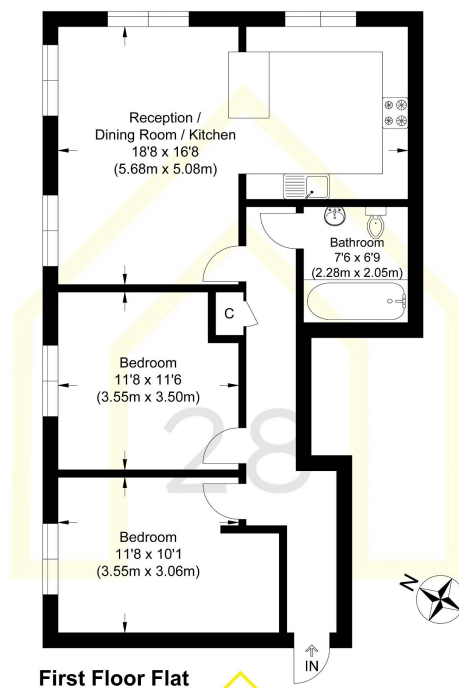 Reception /
Dining Room / Kitchen
18'8 x 16'8
(5.68m x 5.08m)
Bathroom
7'6 x 6'9
(2.28m x 2.05m)
C
Bedroom
11'8 x 11'6
(3.55m x 3.50m)
28
Bedroom
11'8 x 10'1
(3.55m x 3.06m)
N
IN
First Floor Flat